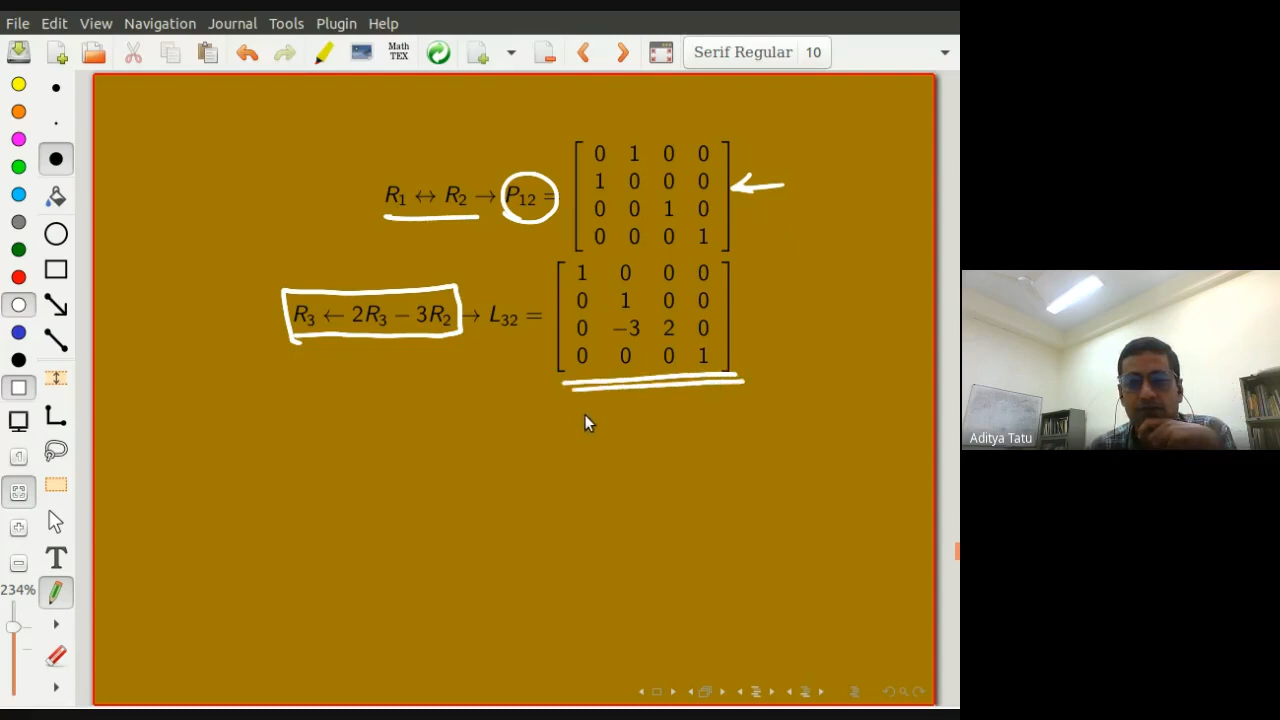 File Edit View Navigation Journal Tools Plugin Help
Math TEX Serif Regular 10
R1 ↔ R2 → P12 =
0 1 0 0
1 0 0 0
0 0 1 0
0 0 0 1
R3 ← 2R3 − 3R2 → L32 =
1 0 0 0
0 1 0 0
0 −3 2 0
0 0 0 1
Aditya Tatu
234%
T